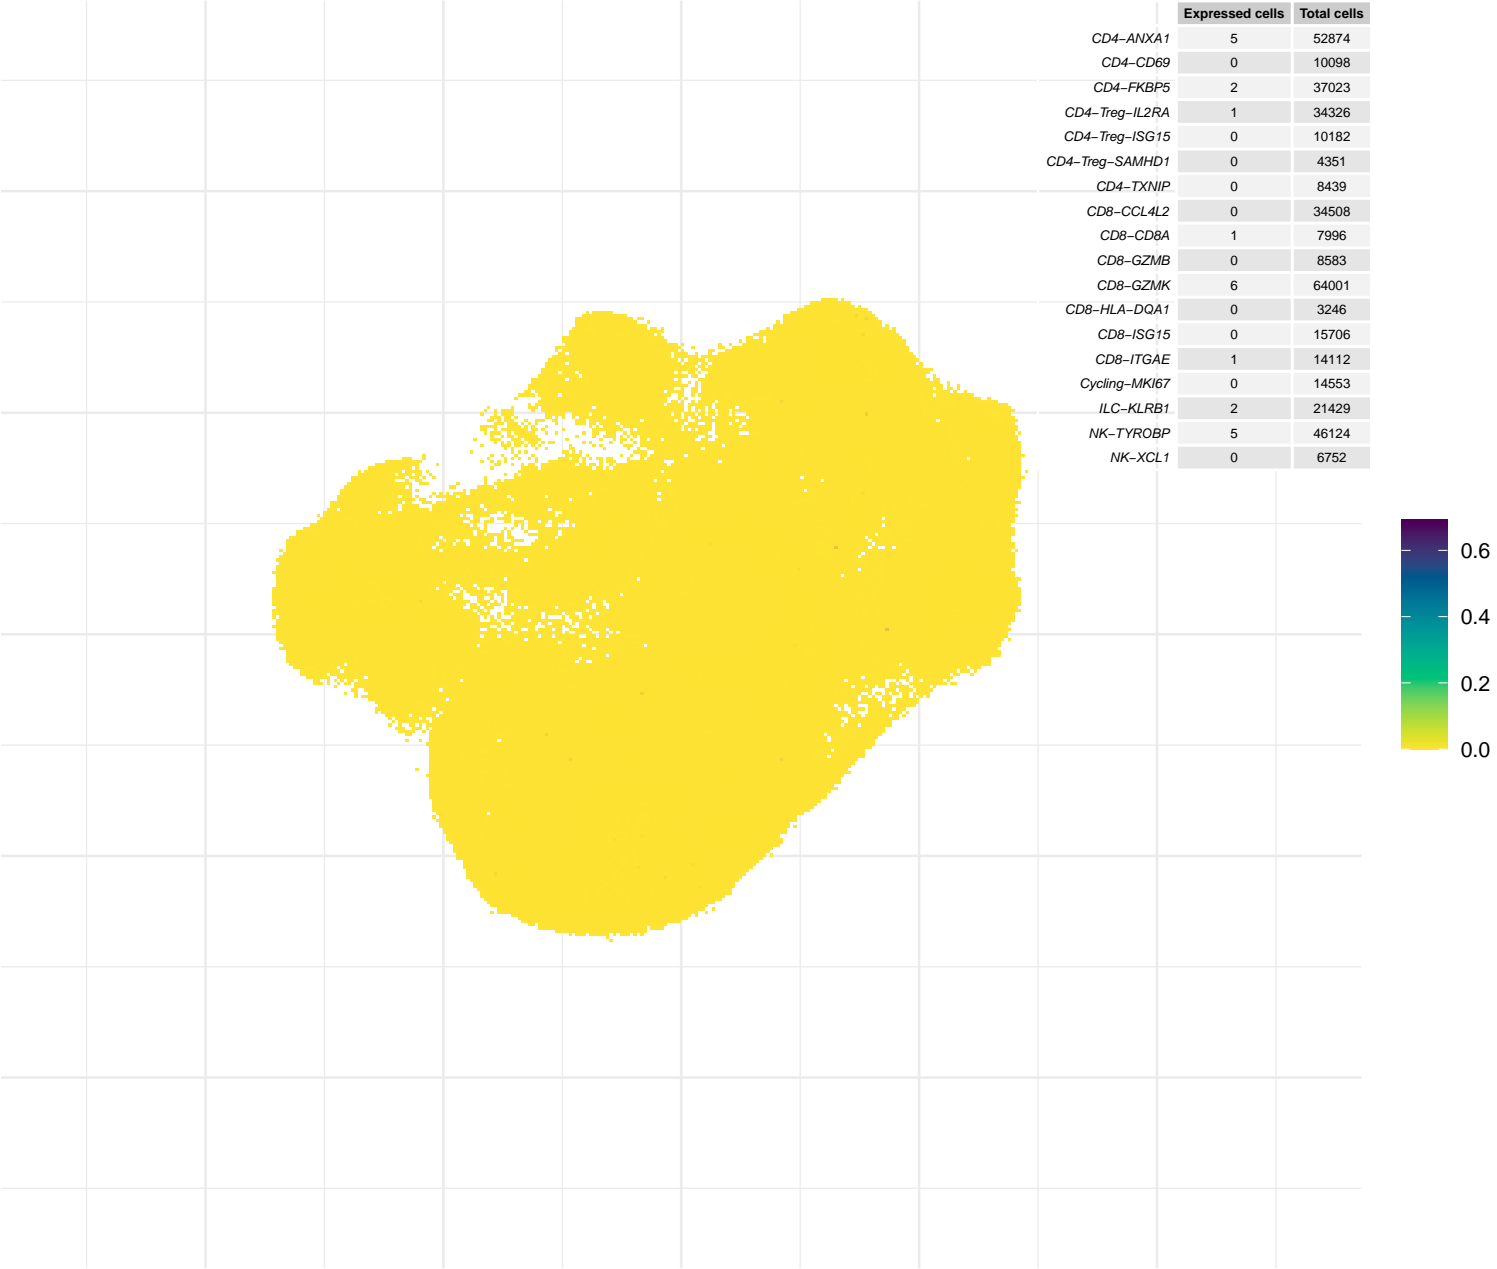 Expressed cells Total cells
CD4−ANXA1 5 52874
CD4−CD69 0 10098
CD4−FKBP5 2 37023
CD4−Treg−IL2RA 1 34326
CD4−Treg−ISG15 0 10182
CD4−Treg−SAMHD1 0 4351
CD4−TXNIP 0 8439
CD8−CCL4L2 0 34508
CD8−CD8A 1 7996
CD8−GZMB 0 8583
CD8−GZMK 6 64001
CD8−HLA−DQA1 0 3246
CD8−ISG15 0 15706
CD8−ITGAE 1 14112
Cycling−MKI67 0 14553
ILC−KLRB1 2 21429
NK−TYROBP 5 46124
NK−XCL1 0 6752
0.6
0.4
0.2
0.0